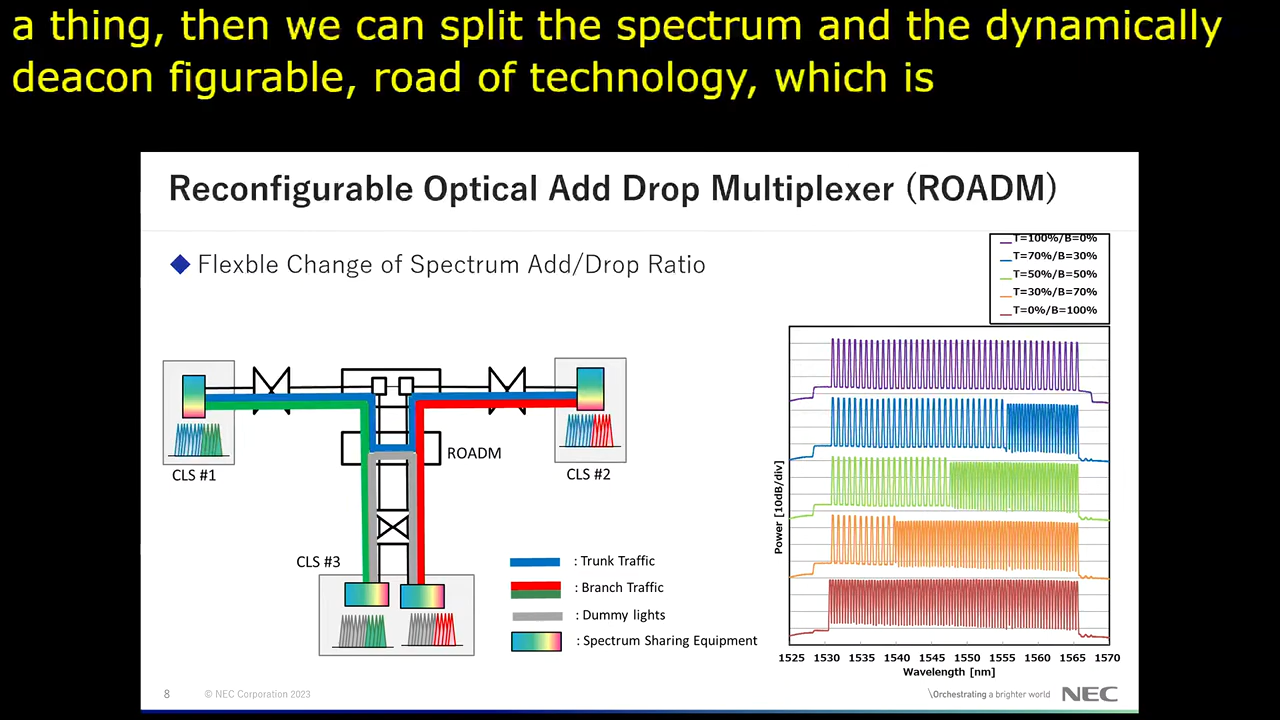 a thing, then we can split the spectrum and the dynamically
deacon figurable, road of technology, which is
Reconfigurable Optical Add Drop Multiplexer (ROADM)
Flexble Change of Spectrum Add/Drop Ratio
T=100%/B=0%
T=70%/B=30%
T=50%/B=50%
T=30%/B=70%
T=0%/B=100%
CLS #1
ROADM
CLS #2
CLS #3
: Trunk Traffic
: Branch Traffic
: Dummy lights
: Spectrum Sharing Equipment
Power [10dB/div]
1525 1530 1535 1540 1545 1550 1555 1560 1565 1570
Wavelength [nm]
8
© NEC Corporation 2023
\Orchestrating a brighter world
NEC